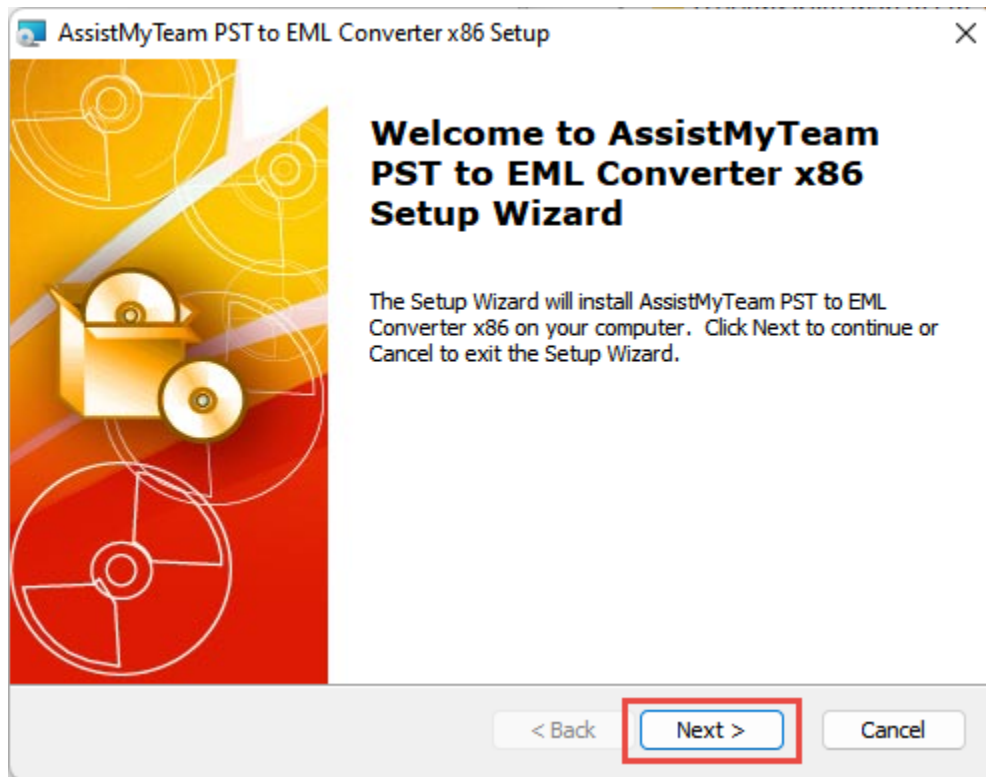 AssistMyTeam PST to EML Converter x86 Setup
Welcome to AssistMyTeam
PST to EML Converter x86
Setup Wizard
The Setup Wizard will install AssistMyTeam PST to EML
Converter x86 on your computer.  Click Next to continue or
Cancel to exit the Setup Wizard.
< Back
Next >
Cancel